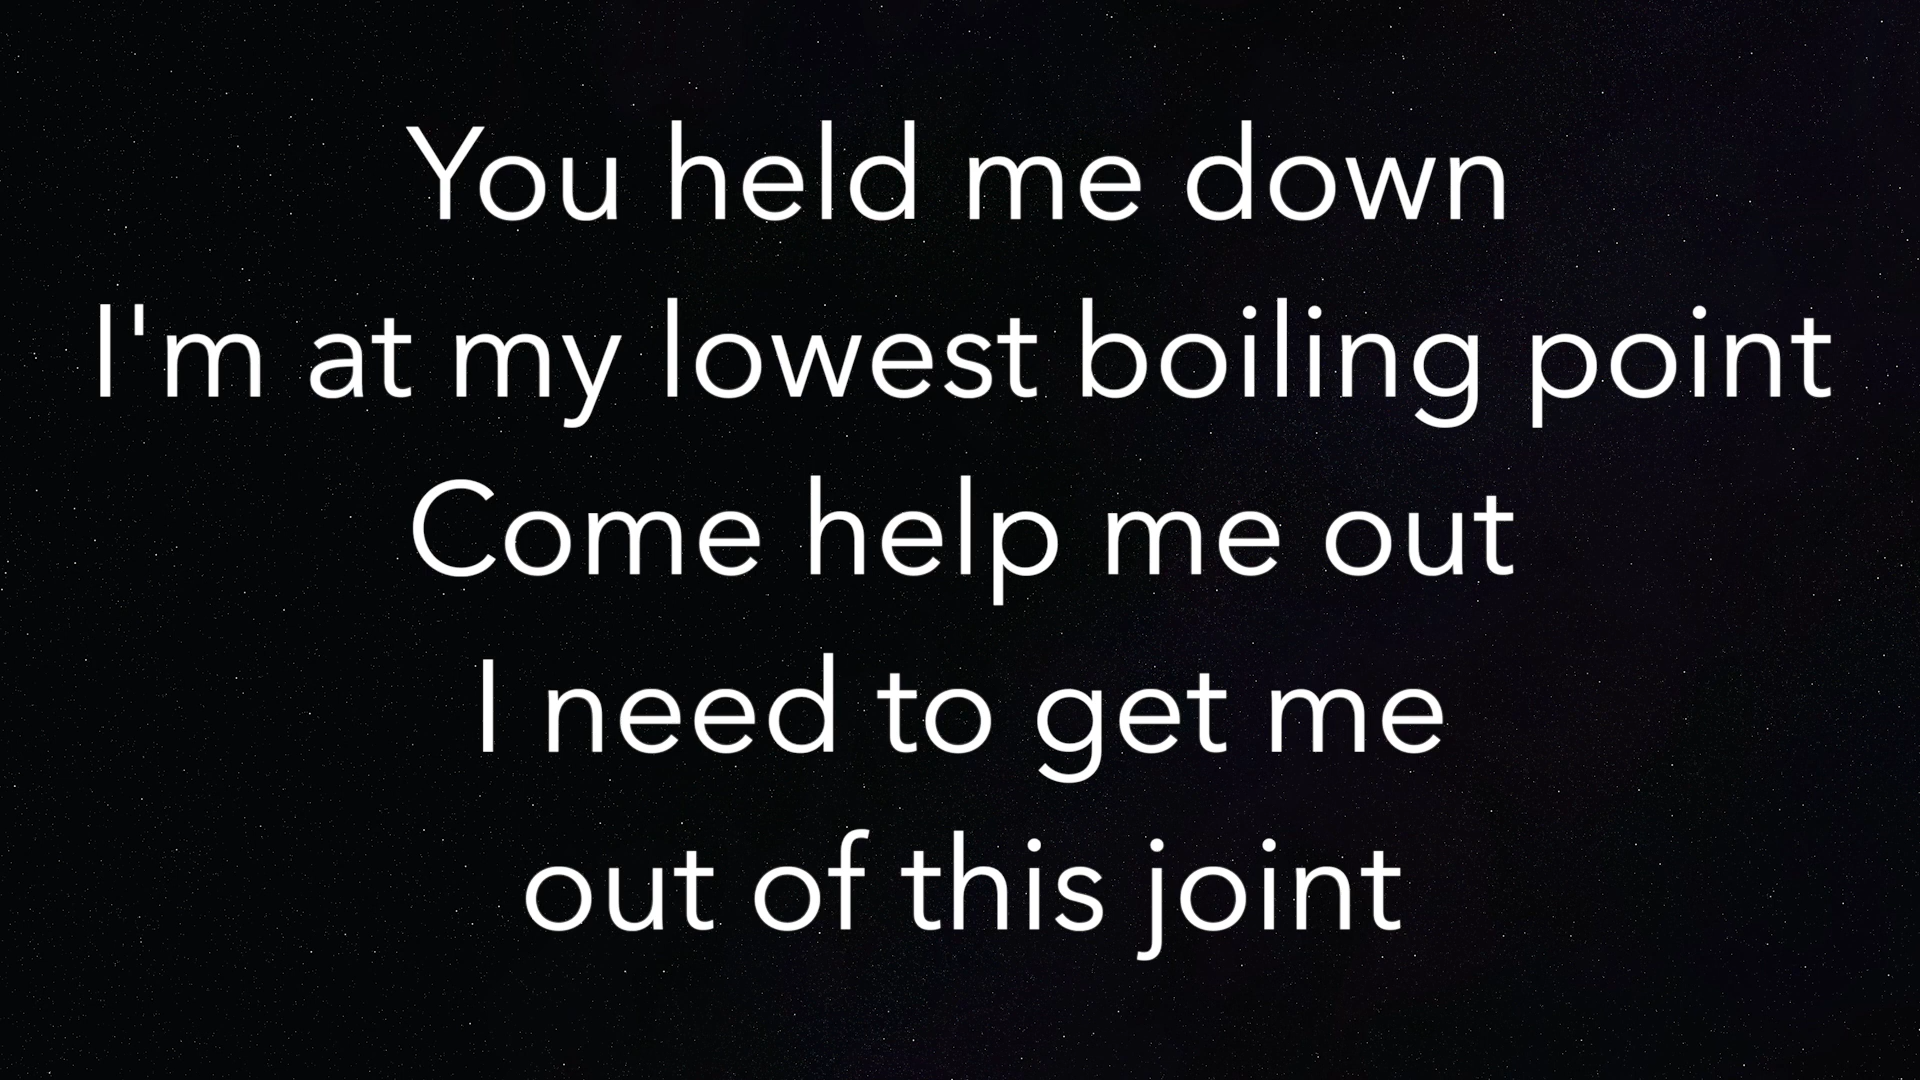 You held me down
I'm at my lowest boiling point
Come help me out
I need to get me
out of this joint